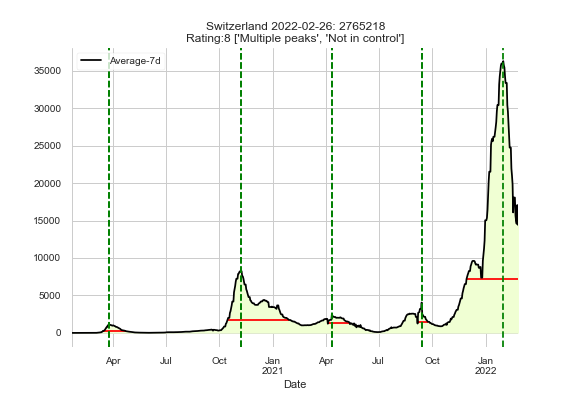 Switzerland 2022-02-26: 2765218
Rating:8 ['Multiple peaks', 'Not in control']
Average-7d
35000
30000
25000
20000
15000
10000
5000
0
Apr Jul Oct Jan Apr Jul Oct Jan
2021 2022
Date